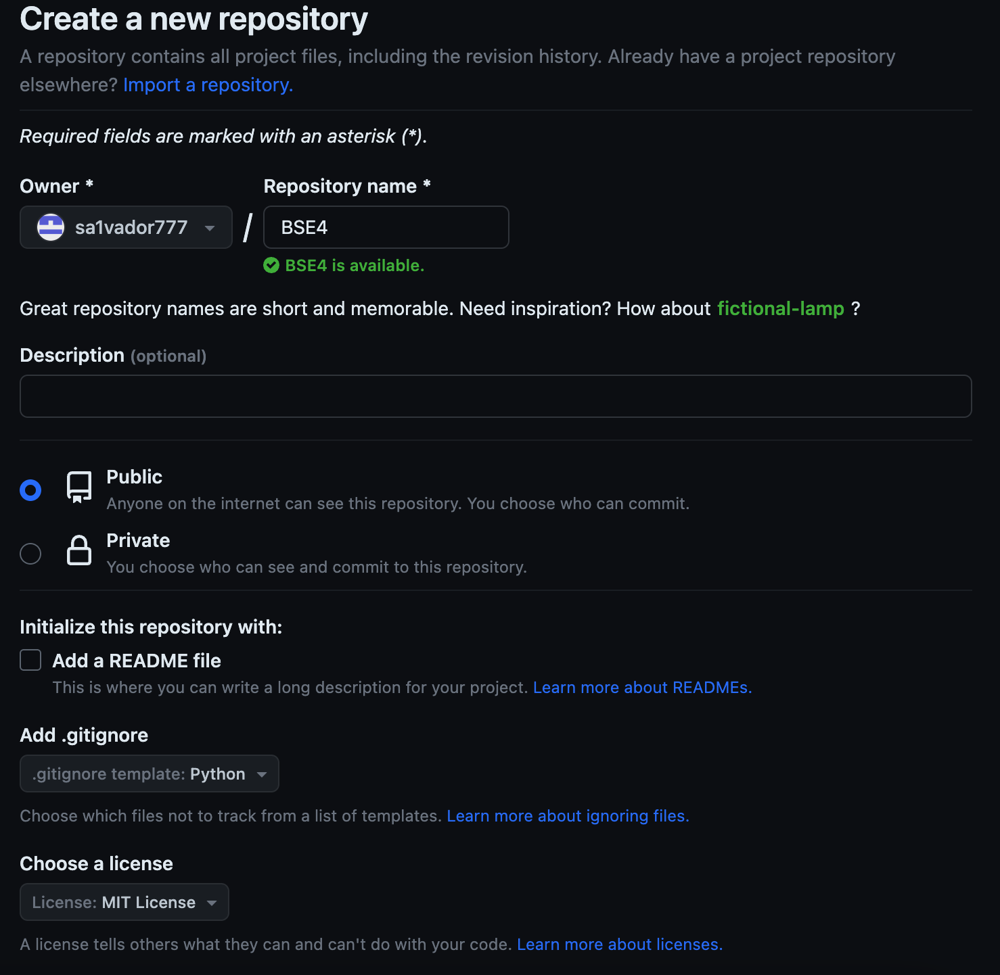 Create a new repository
A repository contains all project files, including the revision history. Already have a project repository
elsewhere? Import a repository.
Required fields are marked with an asterisk (*).
Owner * Repository name *
sa1vador777 / BSE4
BSE4 is available.
Great repository names are short and memorable. Need inspiration? How about fictional-lamp ?
Description (optional)
Public
Anyone on the internet can see this repository. You choose who can commit.
Private
You choose who can see and commit to this repository.
Initialize this repository with:
Add a README file
This is where you can write a long description for your project. Learn more about READMEs.
Add .gitignore
.gitignore template: Python
Choose which files not to track from a list of templates. Learn more about ignoring files.
Choose a license
License: MIT License
A license tells others what they can and can't do with your code. Learn more about licenses.